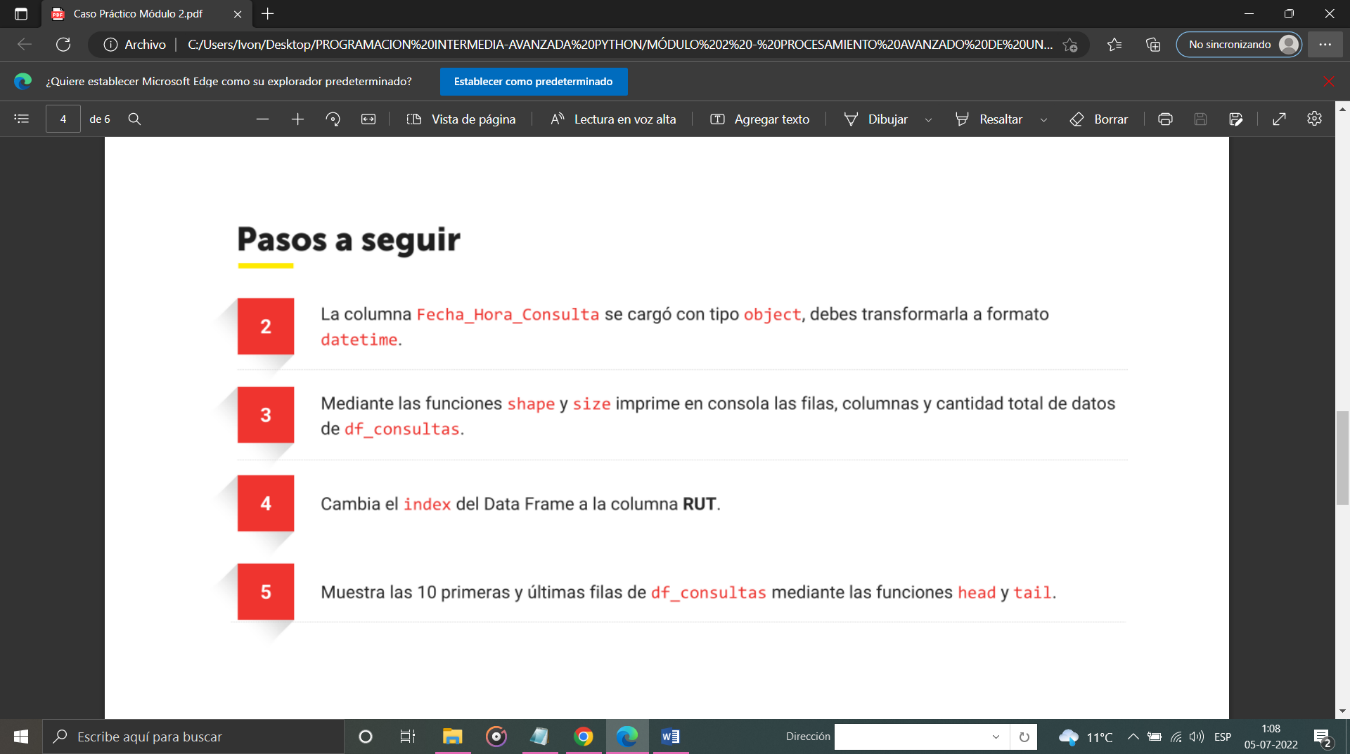 Caso Práctico Módulo 2.pdf
Archivo
C:/Users/Ivon/Desktop/PROGRAMACION%20INTERMEDIA-AVANZADA%20PYTHON/MÓDULO%202%20-%20PROCESAMIENTO%20AVANZADO%20DE%20UN...
No sincronizando
¿Quiere establecer Microsoft Edge como su explorador predeterminado?
Establecer como predeterminado
4
de 6
Vista de página
Lectura en voz alta
Agregar texto
Dibujar
Resaltar
Borrar
Pasos a seguir
2
La columna Fecha_Hora_Consulta se cargó con tipo object, debes transformarla a formato
datetime.
3
Mediante las funciones shape y size imprime en consola las filas, columnas y cantidad total de datos
de df_consultas.
4
Cambia el index del Data Frame a la columna RUT.
5
Muestra las 10 primeras y últimas filas de df_consultas mediante las funciones head y tail.
Escribe aquí para buscar
Dirección
11°C
ESP
1:08
05-07-2022
2